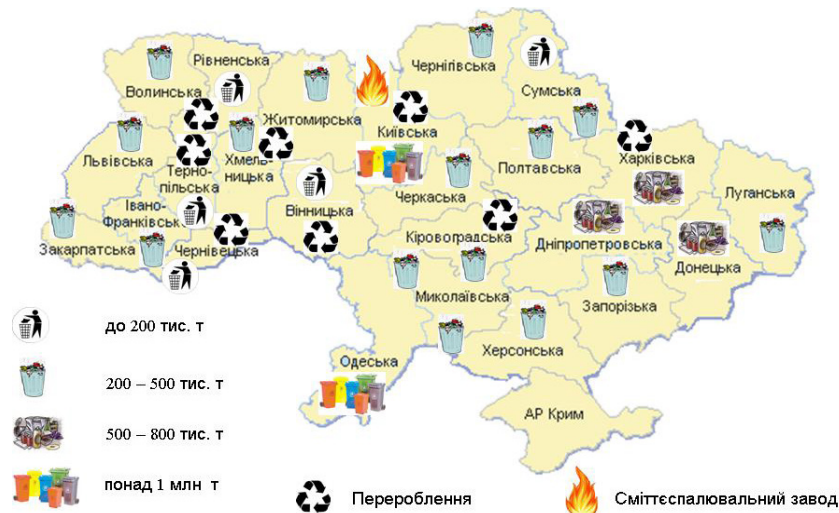 Рівненська
Волинська
Чернігівська
Сумська
Житомирська
Київська
Львівська
Хмель-
ницька
Терно-
пільська
Полтавська
Харківська
Луганська
Івано-
Франківськ
Вінницька
Черкаська
Закарпатська
Чернівецька
Кіровоградська
Дніпропетровська
Донецька
Миколаївська
Запорізька
Одеська
Херсонська
АР Крим
до 200 тис. т
200 – 500 тис. т
500 – 800 тис. т
понад 1 млн т
Перероблення
Сміттєспалювальний завод